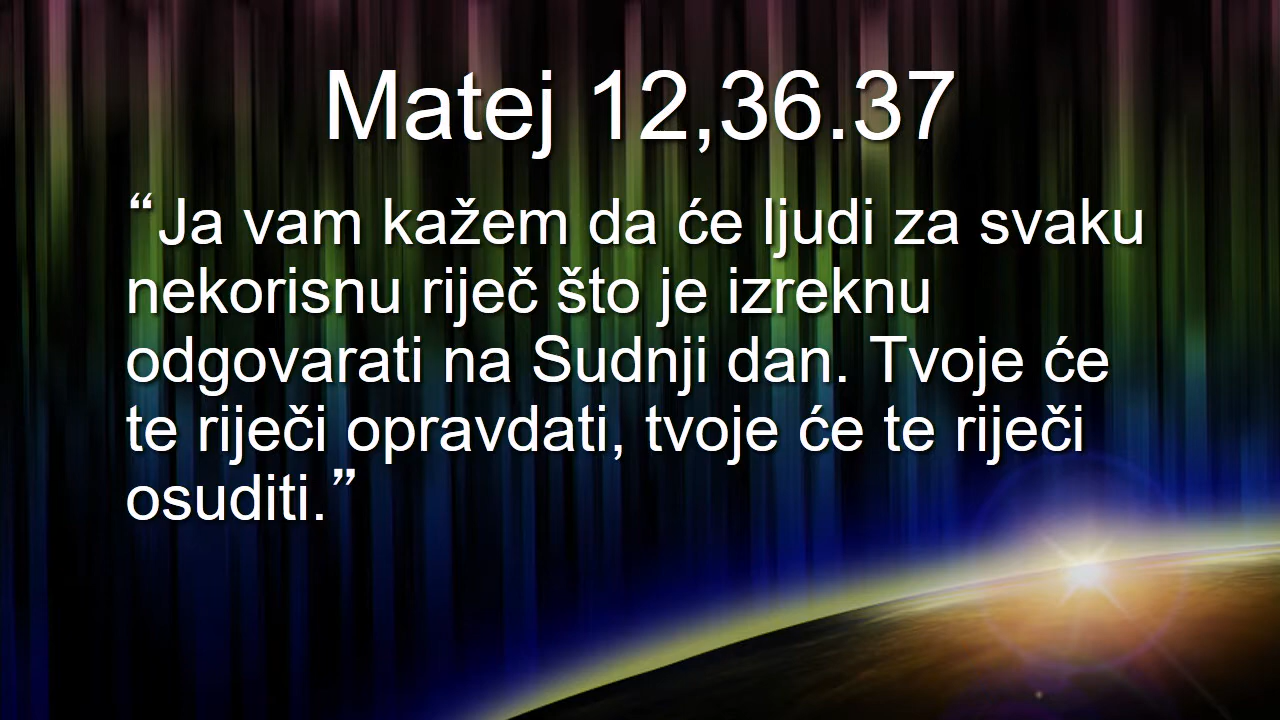 Matej 12,36.37
“Ja vam kažem da će ljudi za svaku
nekorisnu riječ što je izreknu
odgovarati na Sudnji dan. Tvoje će
te riječi opravdati, tvoje će te riječi
osuditi.”